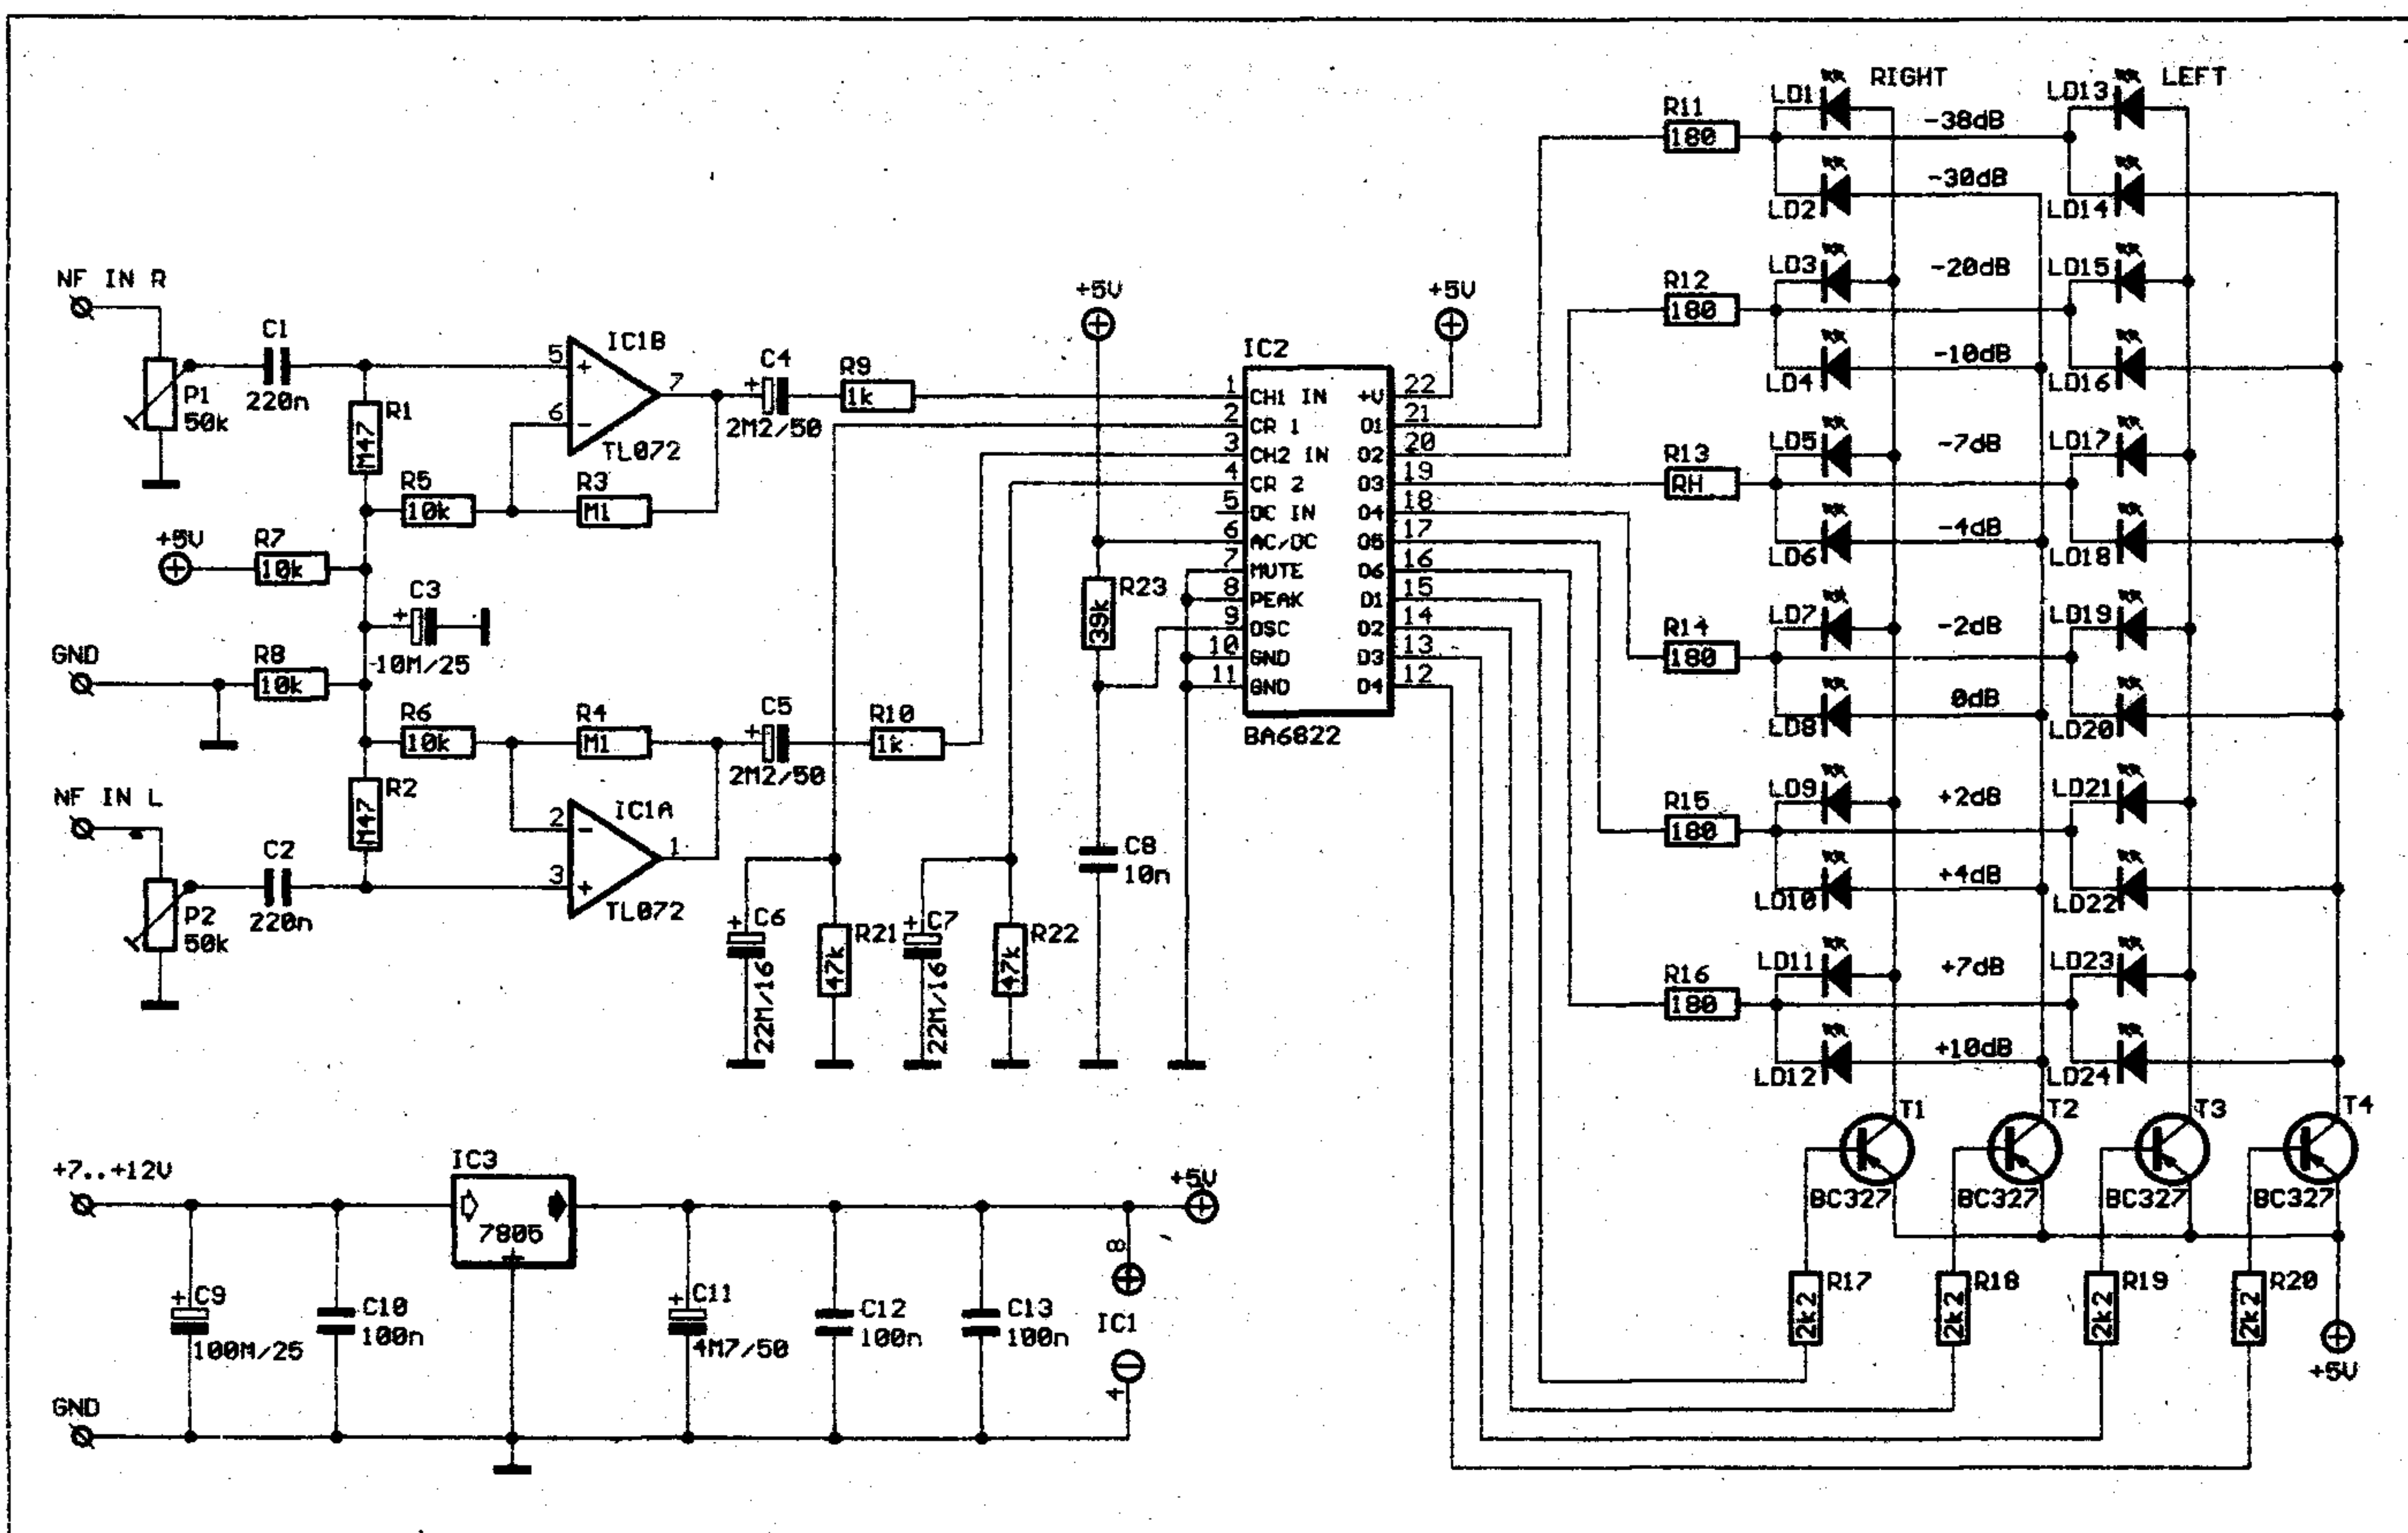 NF IN R
P1
50k
C1
220n
R1
M47
R5
10k
+5V
R7
10k
C3
10M/25
GND
R8
10k
R6
10k
R2
M47
NF IN L
P2
50k
C2
220n
IC1B
5
6
7
+
-
TL072
R3
M1
R4
M1
IC1A
2
3
1
-
+
TL072
C4
2M2/50
R9
1k
C5
2M2/50
R10
1k
C6
22M/16
R21
47k
C7
22M/16
R22
47k
+5V
R23
39k
C8
10n
IC2
1 CH1 IN
2 CR 1
3 CH2 IN
4 CR 2
5 DC IN
6 AC/DC
7 MUTE
8 PEAK
9 OSC
10 GND
11 GND
+5V
+V 22
O1 21
O2 20
O3 19
O4 18
O5 17
O6 16
D1 15
D2 14
D3 13
D4 12
BA6822
RIGHT
LEFT
R11
180
LD1
-38dB
LD13
LD2
-30dB
LD14
R12
180
LD3
-20dB
LD15
LD4
-10dB
LD16
R13
RH
LD5
-7dB
LD17
LD6
-4dB
LD18
R14
180
LD7
-2dB
LD19
LD8
0dB
LD20
R15
180
LD9
+2dB
LD21
LD10
+4dB
LD22
R16
180
LD11
+7dB
LD23
LD12
+10dB
LD24
T1
BC327
T2
BC327
T3
BC327
T4
BC327
R17
2k2
R18
2k2
R19
2k2
R20
2k2
+5V
+7..+12V
IC3
7805
+5V
C9
100M/25
C10
100n
C11
4M7/50
C12
100n
C13
100n
8
IC1
4
GND